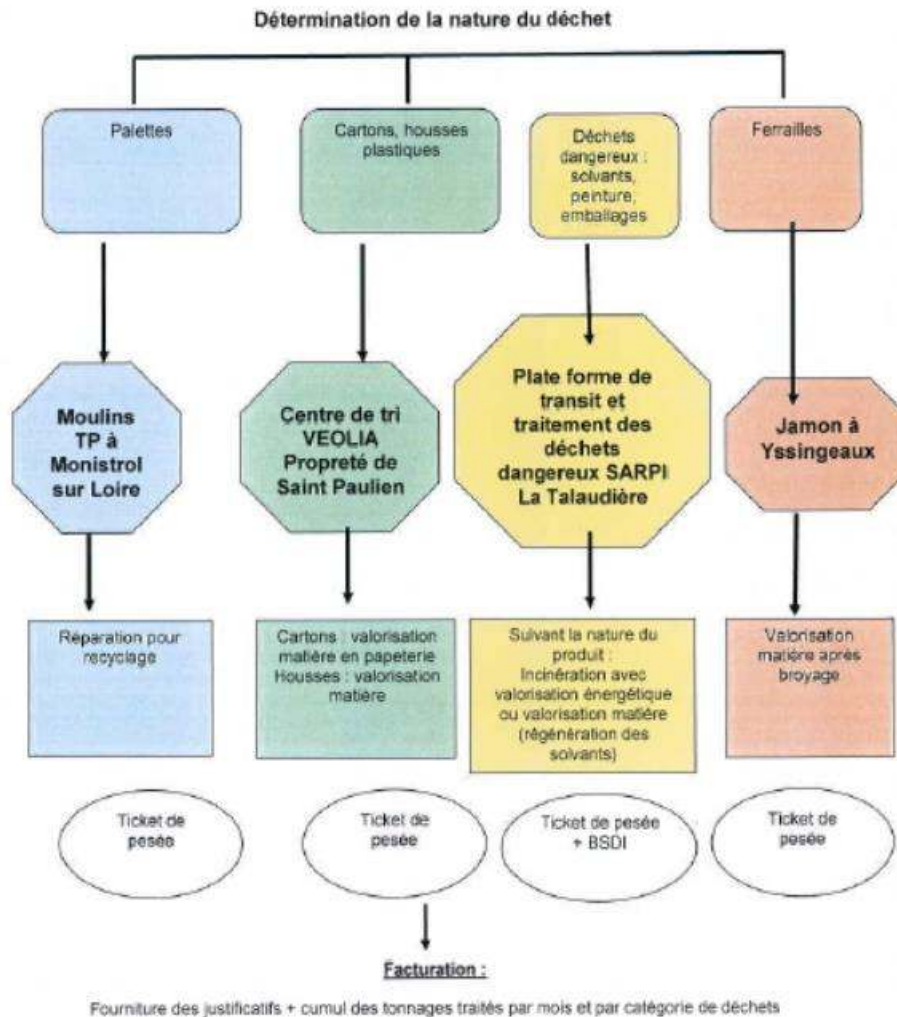 Détermination de la nature du déchet
Palettes
Cartons, housses
plastiques
Déchets
dangereux :
solvants,
peinture,
emballages
Ferrailles
Moulins
TP à
Monistrol
sur Loire
Centre de tri
VEOLIA
Propreté de
Saint Paulien
Plate forme de
transit et
traitement des
déchets
dangereux SARPI
La Talaudière
Jamon à
Yssingeaux
Réparation pour
recyclage
Cartons : valorisation
matière en papeterie
Housses : valorisation
matière
Suivant la nature du
produit :
Incinération avec
valorisation énergétique
ou valorisation matière
(régénération des
solvants)
Valorisation
matière après
broyage
Ticket de
pesée
Ticket de
pesée
Ticket de pesée
+ BSDI
Ticket de
pesée
Facturation :
Fourniture des justificatifs + cumul des tonnages traités par mois et par catégorie de déchets